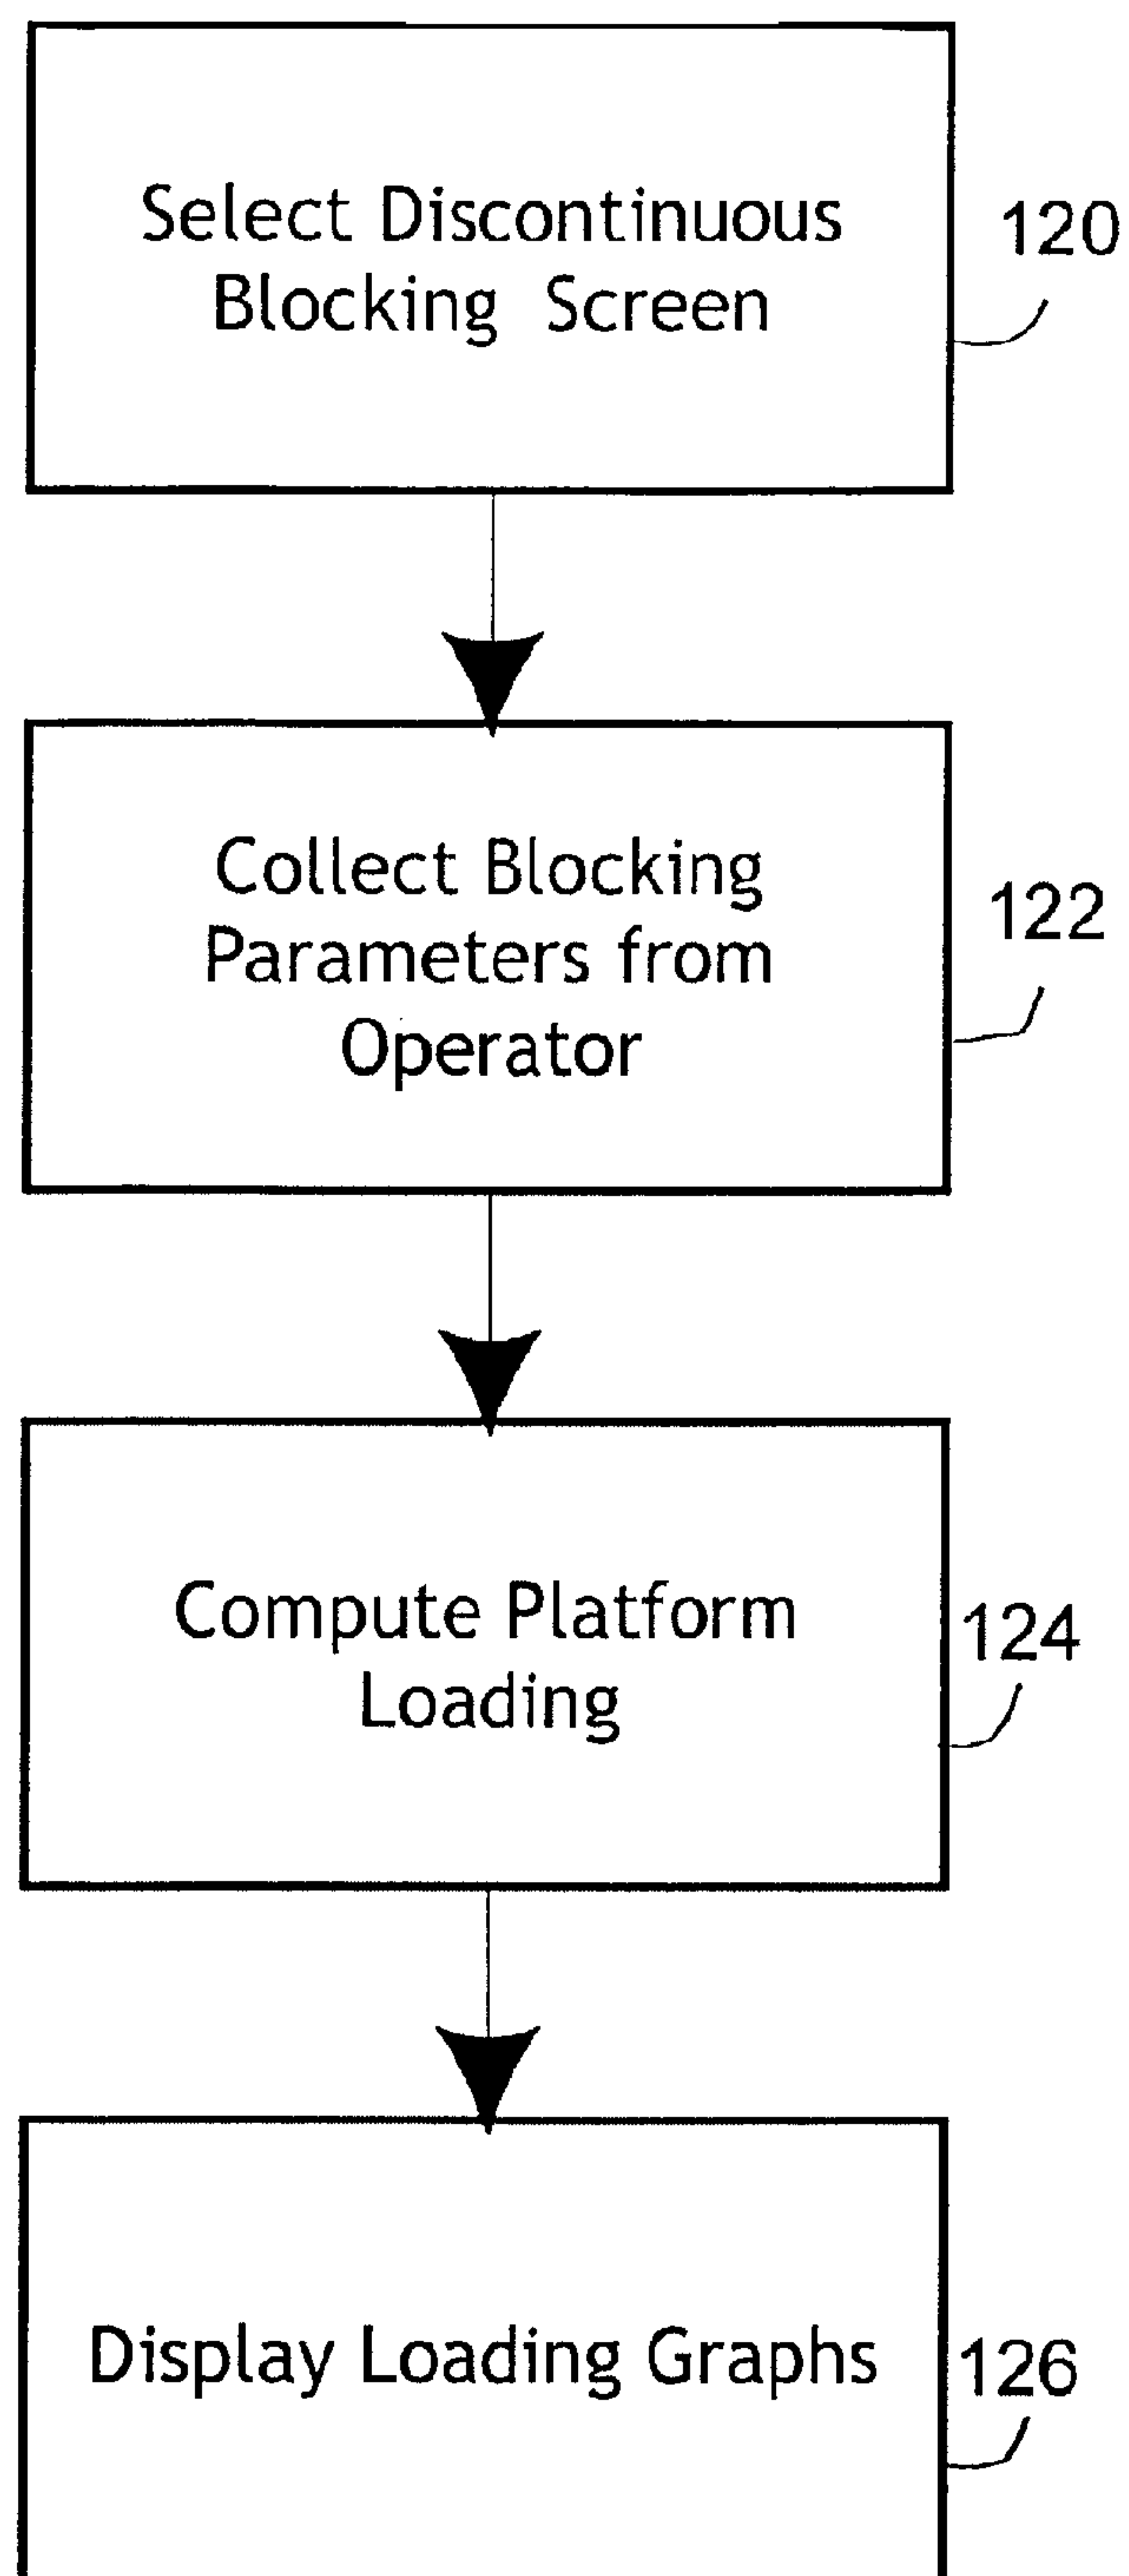 Select Discontinuous
Blocking Screen
120
Collect Blocking
Parameters from
Operator
122
Compute Platform
Loading
124
Display Loading Graphs
126